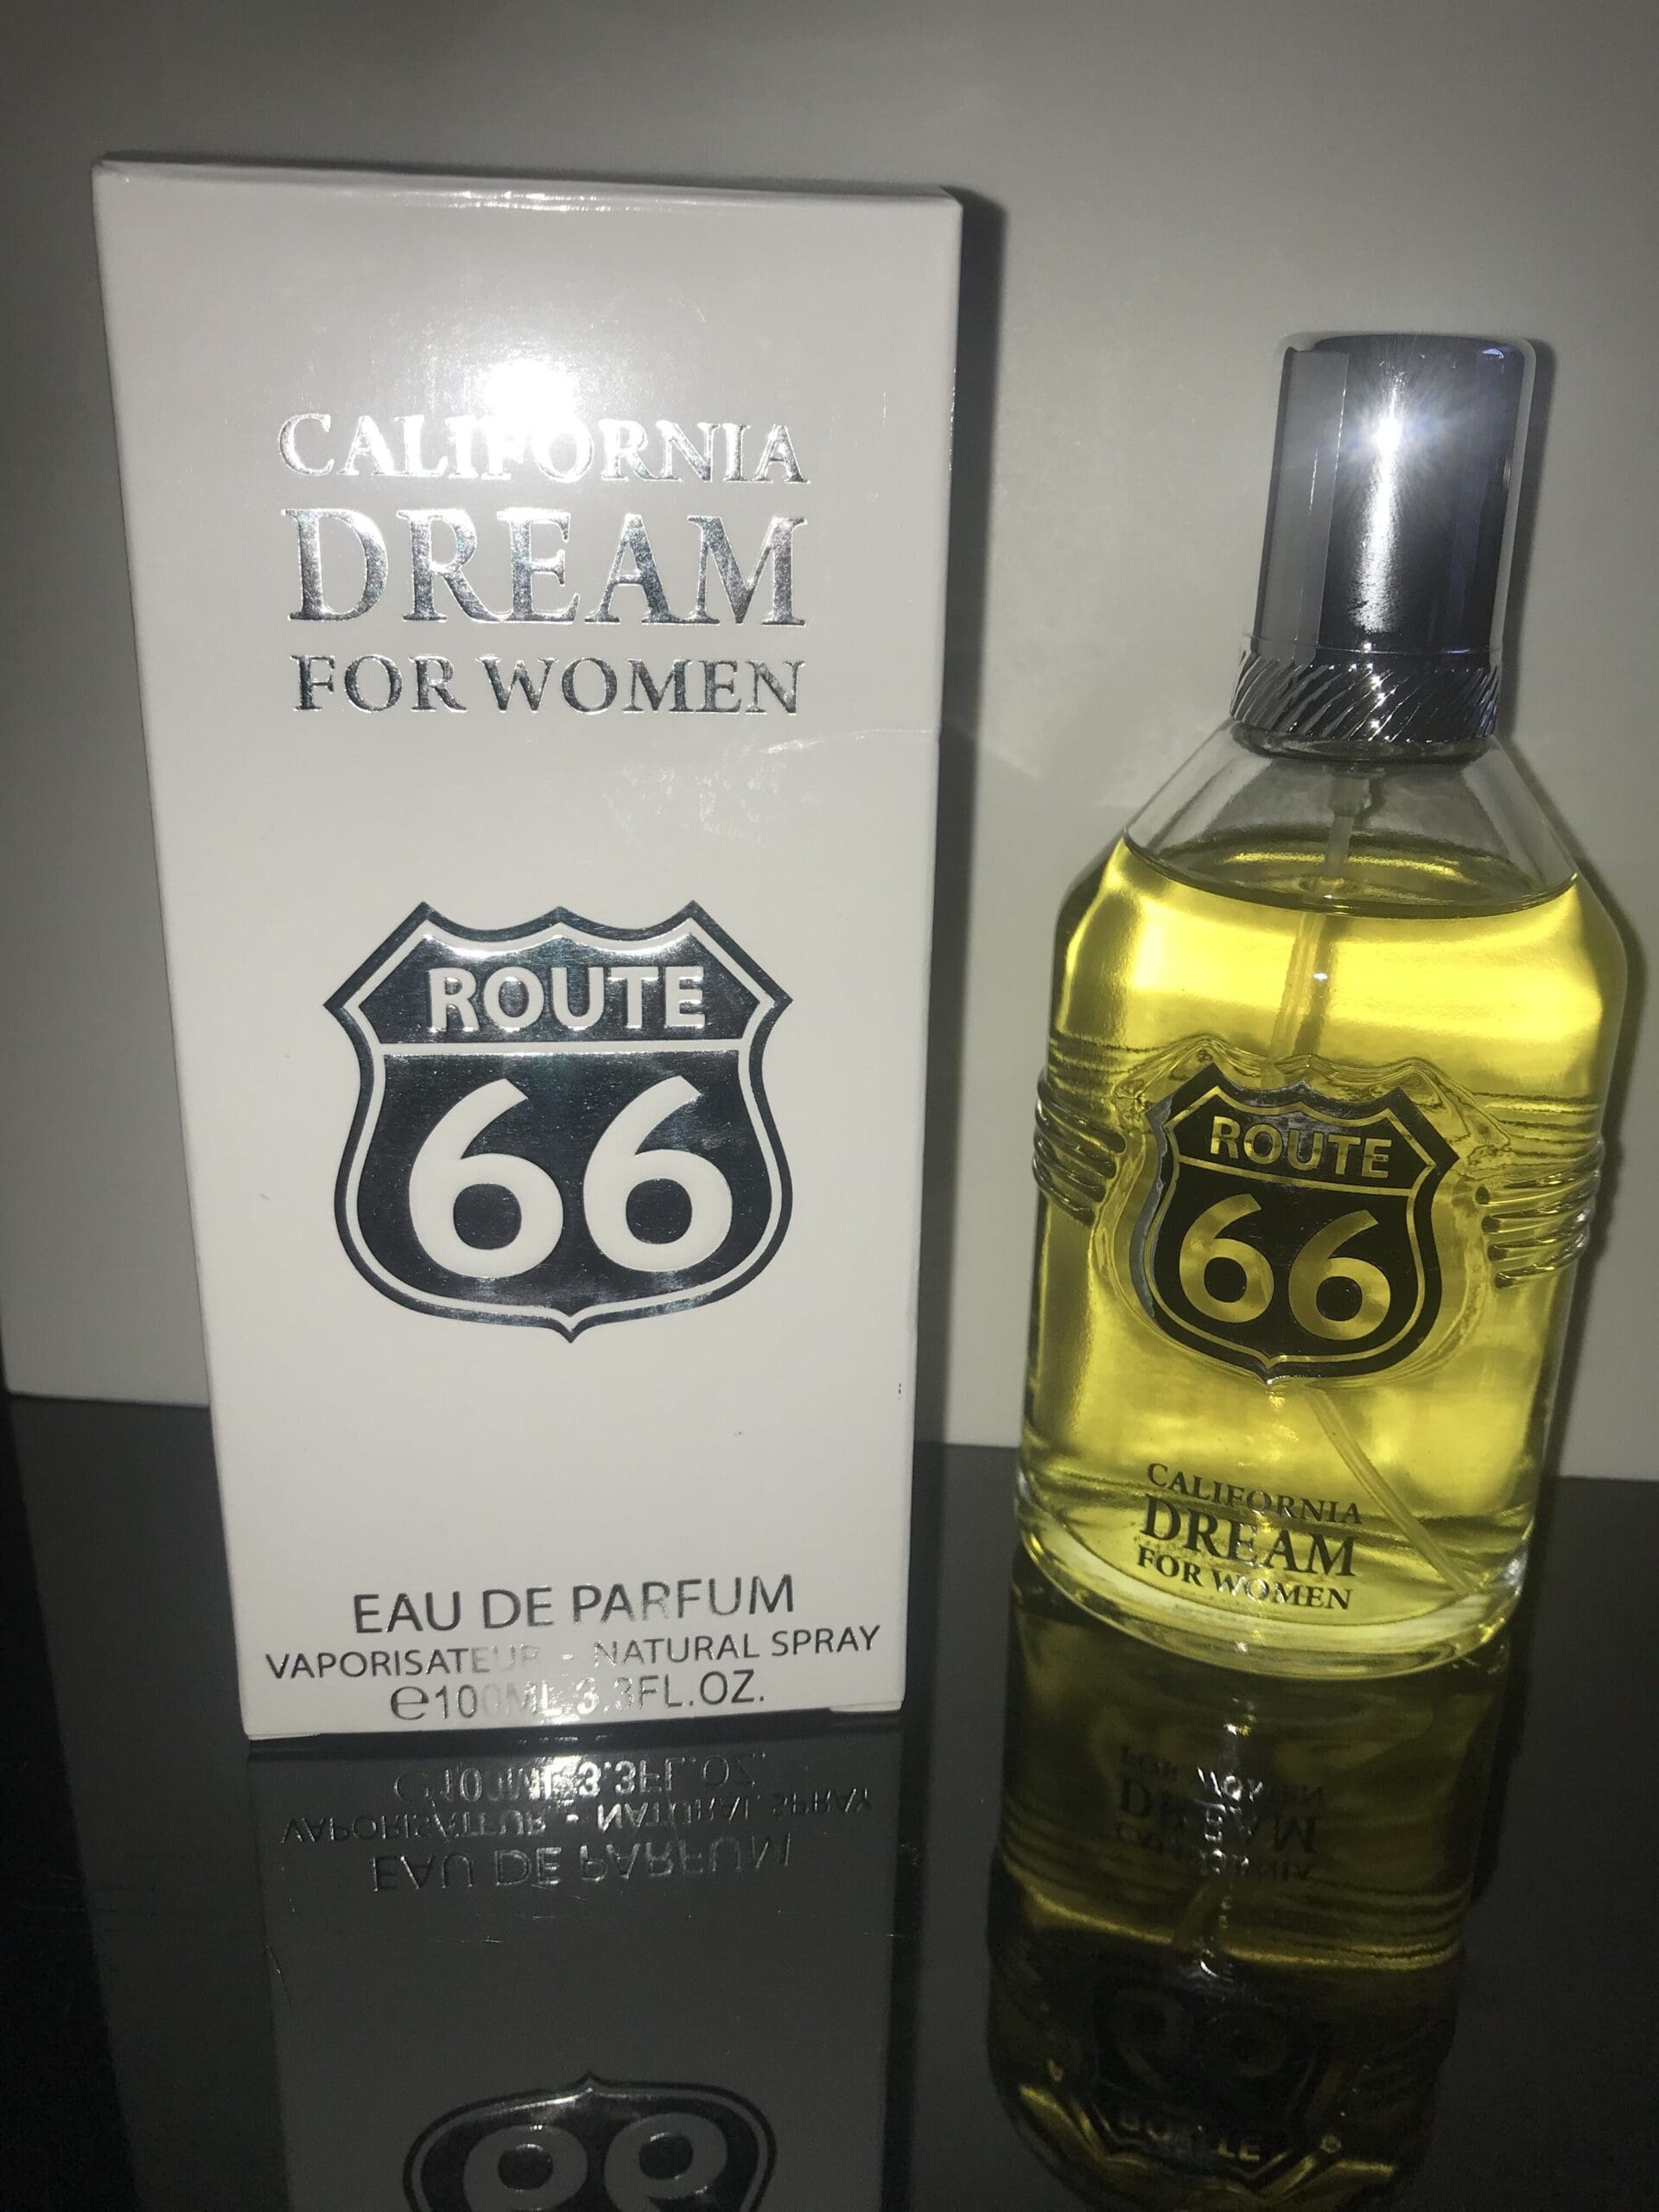 CALIFORNIA
DREAM
FOR WOMEN
ROUTE
66
EAU DE PARFUM
VAPORISATEUR - NATURAL SPRAY
℮100ML 3.3FL.OZ.
ROUTE
66
CALIFORNIA
DREAM
FOR WOMEN